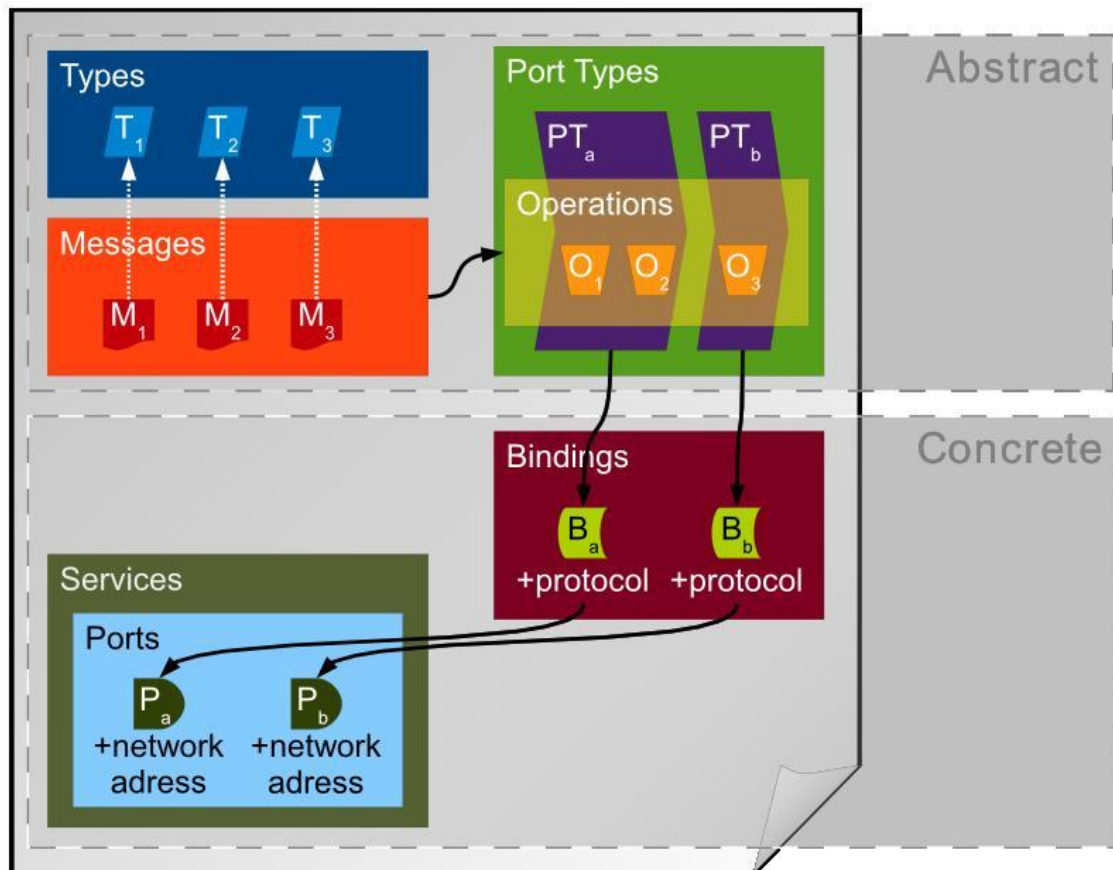 Abstract
Types
T1 T2 T3
Messages
M1 M2 M3
Port Types
PTa PTb
Operations
O1 O2 O3
Concrete
Bindings
Ba Bb
+protocol +protocol
Services
Ports
Pa Pb
+network +network
adress adress